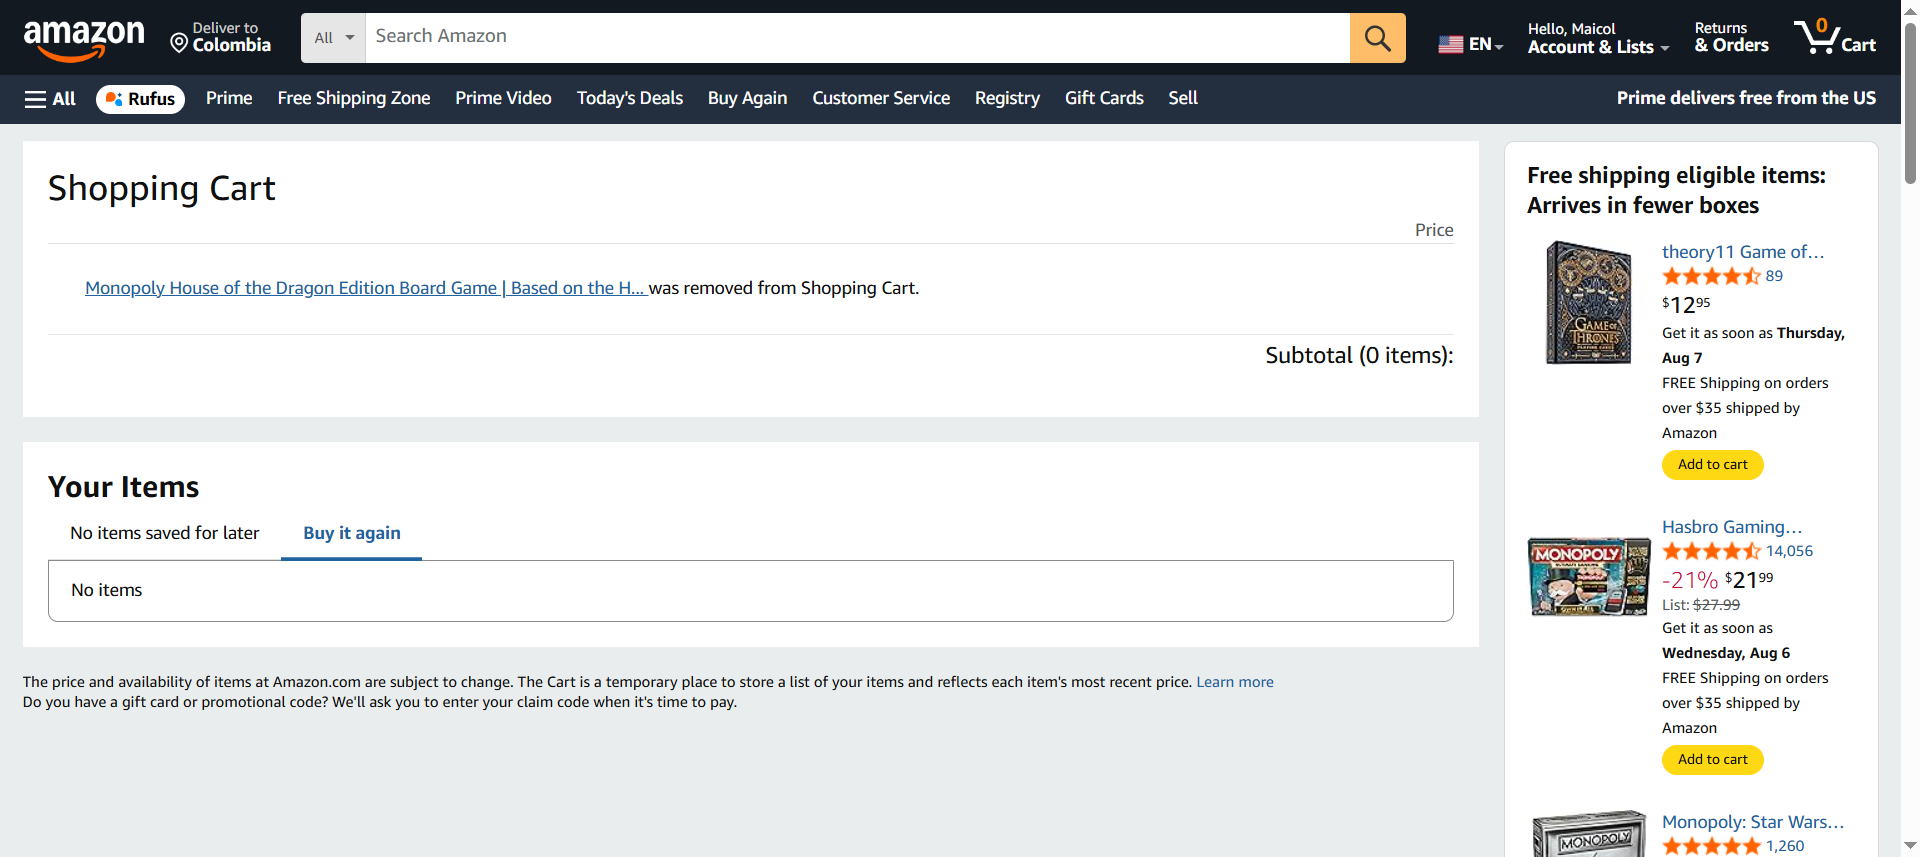 amazon
Deliver to
Colombia
All
Search Amazon
EN
Hello, Maicol
Account & Lists
Returns
& Orders
0
Cart
All
Rufus
Prime
Free Shipping Zone
Prime Video
Today's Deals
Buy Again
Customer Service
Registry
Gift Cards
Sell
Prime delivers free from the US
Shopping Cart
Price
Monopoly House of the Dragon Edition Board Game | Based on the H... was removed from Shopping Cart.
Subtotal (0 items):
Your Items
No items saved for later
Buy it again
No items
The price and availability of items at Amazon.com are subject to change. The Cart is a temporary place to store a list of your items and reflects each item's most recent price. Learn more
Do you have a gift card or promotional code? We'll ask you to enter your claim code when it's time to pay.
Free shipping eligible items:
Arrives in fewer boxes
GAME OF
THRONES
theory11 Game of…
89
$12.95
Get it as soon as Thursday,
Aug 7
FREE Shipping on orders
over $35 shipped by
Amazon
Add to cart
MONOPOLY
Hasbro Gaming…
14,056
-21% $21.99
List: $27.99
Get it as soon as
Wednesday, Aug 6
FREE Shipping on orders
over $35 shipped by
Amazon
Add to cart
MONOPOLY
Monopoly: Star Wars…
1,260